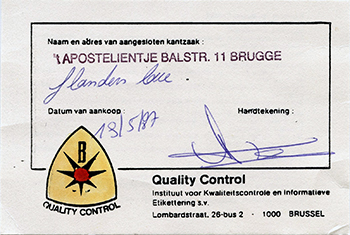 Naam en adres van aangesloten kantzaak :
't APOSTELIENTJE BALSTR. 11 BRUGGE
Flanders lace
Datum van aankoop :
Handtekening :
18/5/87
B
QUALITY CONTROL
Quality Control
Instituut voor Kwaliteitscontrole en Informatieve
Etikettering s.v.
Lombardstraat, 26-bus 2 - 1000 BRUSSEL